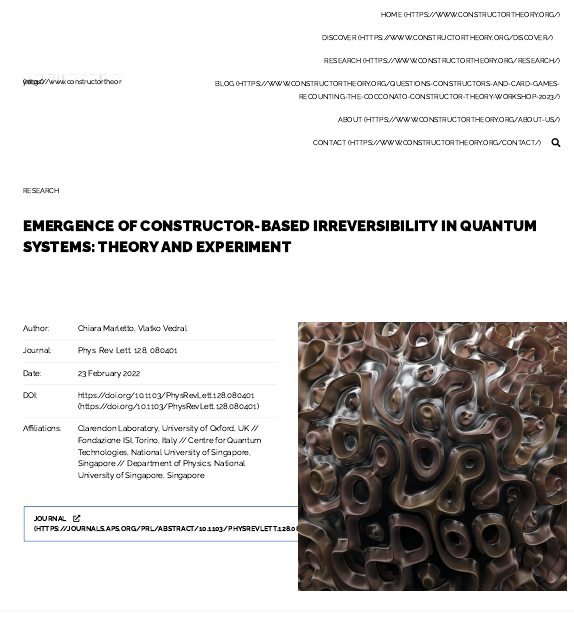 HOME (HTTPS://WWW.CONSTRUCTORTHEORY.ORG/)
DISCOVER (HTTPS://WWW.CONSTRUCTORTHEORY.ORG/DISCOVER/)
RESEARCH (HTTPS://WWW.CONSTRUCTORTHEORY.ORG/RESEARCH/)
(https://www.constructortheor
BLOG (HTTPS://WWW.CONSTRUCTORTHEORY.ORG/QUESTIONS-CONSTRUCTORS-AND-CARD-GAMES-
RECOUNTING-THE-COCCONATO-CONSTRUCTOR-THEORY-WORKSHOP-2023/)
ABOUT (HTTPS://WWW.CONSTRUCTORTHEORY.ORG/ABOUT-US/)
CONTACT (HTTPS://WWW.CONSTRUCTORTHEORY.ORG/CONTACT/)
RESEARCH
EMERGENCE OF CONSTRUCTOR-BASED IRREVERSIBILITY IN QUANTUM
SYSTEMS: THEORY AND EXPERIMENT
Author: Chiara Marletto, Vlatko Vedral
Journal: Phys. Rev. Lett. 128, 080401
Date: 23 February 2022
DOI: https://doi.org/10.1103/PhysRevLett.128.080401
(https://doi.org/10.1103/PhysRevLett.128.080401)
Affiliations: Clarendon Laboratory, University of Oxford, UK //
Fondazione ISI, Torino, Italy // Centre for Quantum
Technologies, National University of Singapore,
Singapore // Department of Physics, National
University of Singapore, Singapore
JOURNAL
(HTTPS://JOURNALS.APS.ORG/PRL/ABSTRACT/10.1103/PHYSREVLETT.128.08